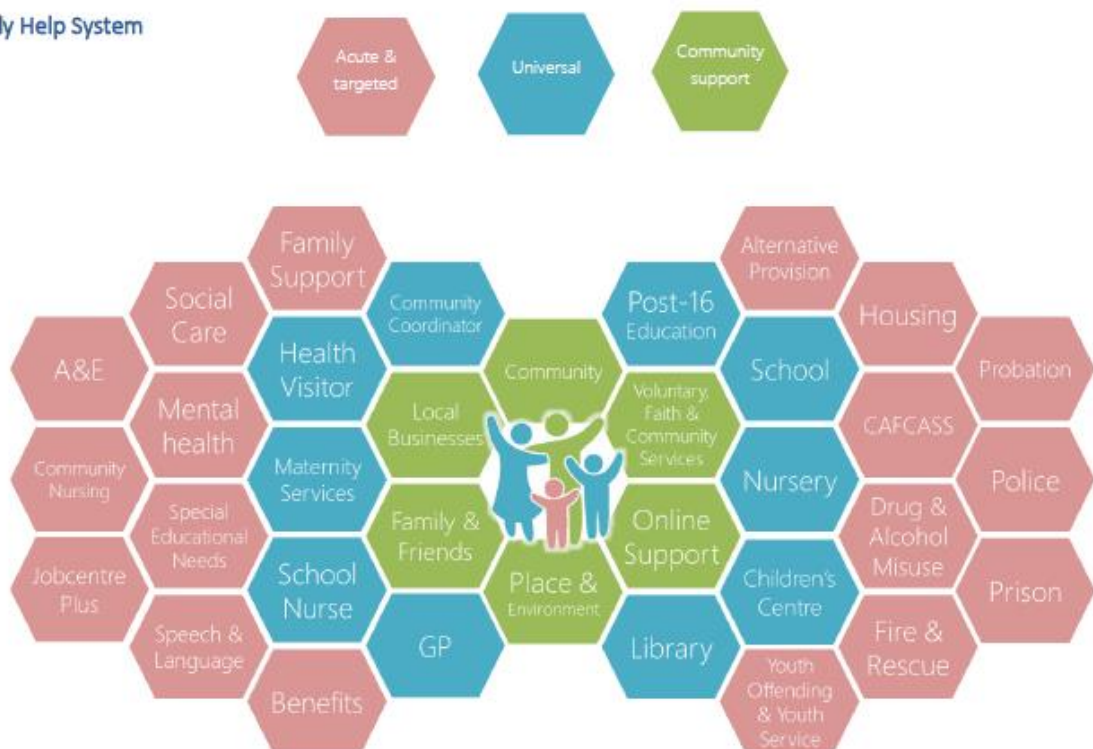 ly Help System
Acute &
targeted
Universal
Community
support
Family
Support
Social
Care
A&E
Community
Coordinator
Health
Visitor
Mental
health
Community
Nursing
Local
Businesses
Maternity
Services
Special
Educational
Needs
Jobcentre
Plus
Family &
Friends
School
Nurse
Speech &
Language
GP
Benefits
Community
Place &
Environment
Post-16
Education
Voluntary,
Faith &
Community
Services
Online
Support
Library
Alternative
Provision
School
Nursery
Children's
Centre
Youth
Offending
& Youth
Service
Housing
CAFCASS
Drug &
Alcohol
Misuse
Fire &
Rescue
Probation
Police
Prison